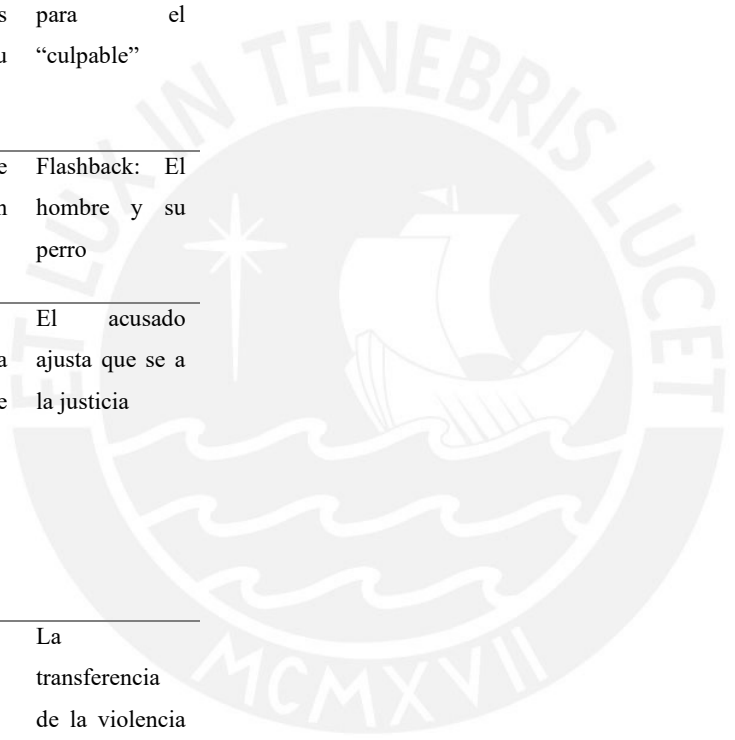 s para el
u “culpable”
e Flashback: El
n hombre y su
perro
El acusado
a ajusta que se a
e la justicia
La
transferencia
de la violencia
ET LUX IN TENEBRIS LUCET
MCMXVII